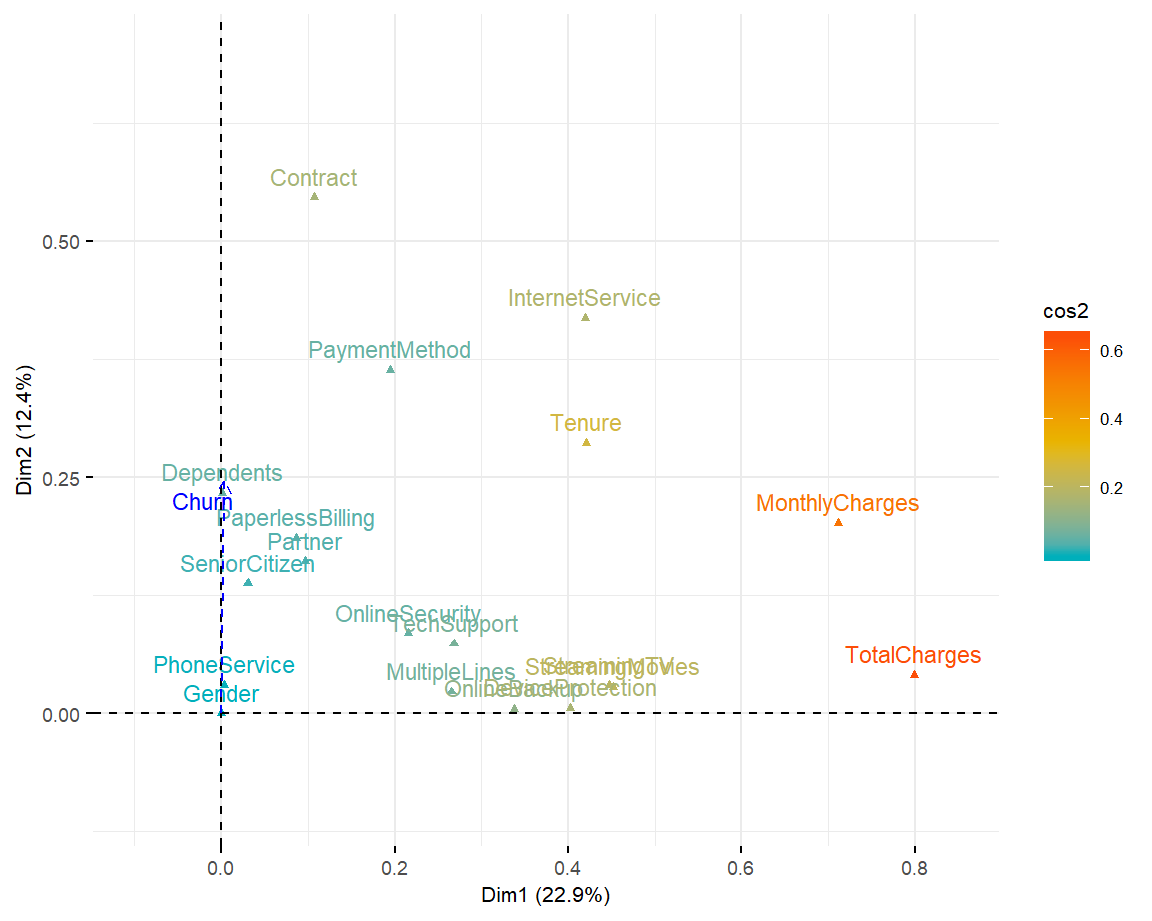 Contract
InternetService
PaymentMethod
Tenure
Dependents
Churn
MonthlyCharges
PaperlessBilling
Partner
SeniorCitizen
OnlineSecurity
TechSupport
TotalCharges
PhoneService
StreamingTV
StreamingMovies
MultipleLines
OnlineBackup
DeviceProtection
Gender
0.50
0.25
0.00
Dim2 (12.4%)
0.0
0.2
0.4
0.6
0.8
Dim1 (22.9%)
cos2
0.6
0.4
0.2